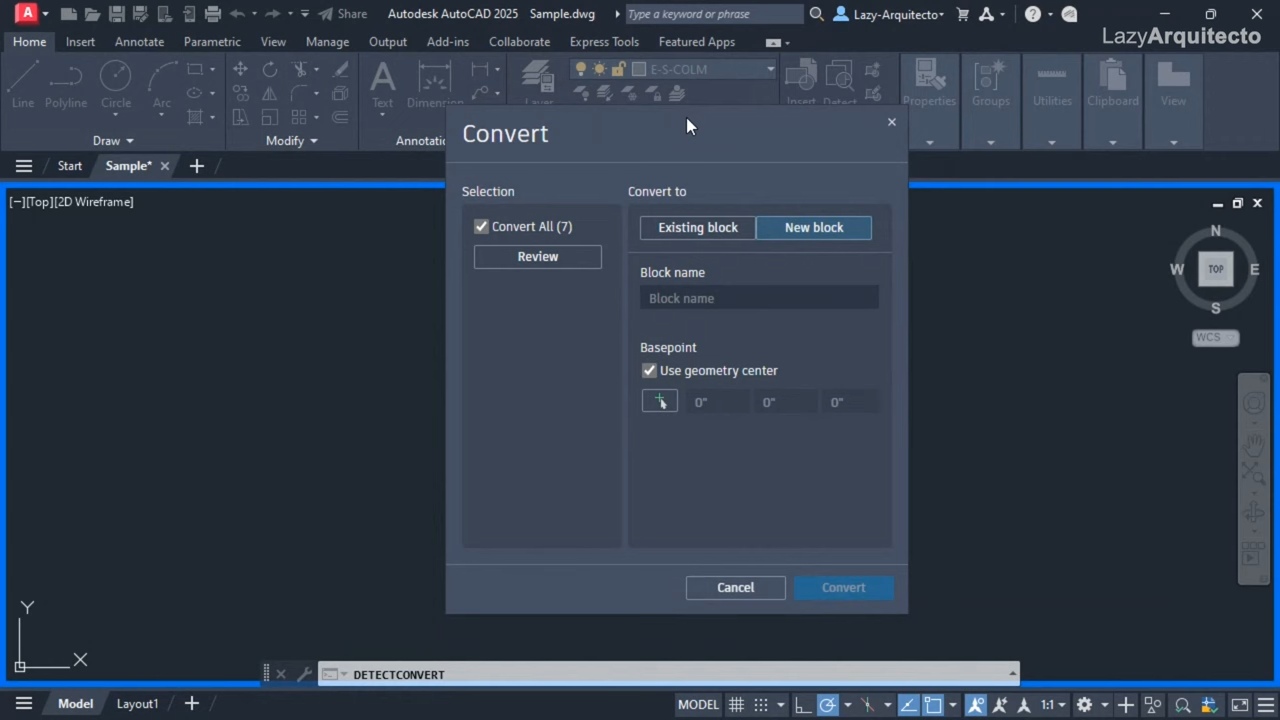 A Share Autodesk AutoCAD 2025 Sample.dwg Type a keyword or phrase Lazy-Arquitecto
LazyArquitecto
Home Insert Annotate Parametric View Manage Output Add-ins Collaborate Express Tools Featured Apps
E-S-COLM
Line Polyline Circle Arc Text Dimension Layer Insert Detect Properties Groups Utilities Clipboard View
Draw Modify Annotatio
Start Sample*
[−][Top][2D Wireframe]
Convert
Selection Convert to
Convert All (7) Existing block New block
Review
Block name
Block name
Basepoint
Use geometry center
0" 0" 0"
Cancel Convert
N
W TOP E
S
WCS
Y
X
DETECTCONVERT
Model Layout1 MODEL 1:1